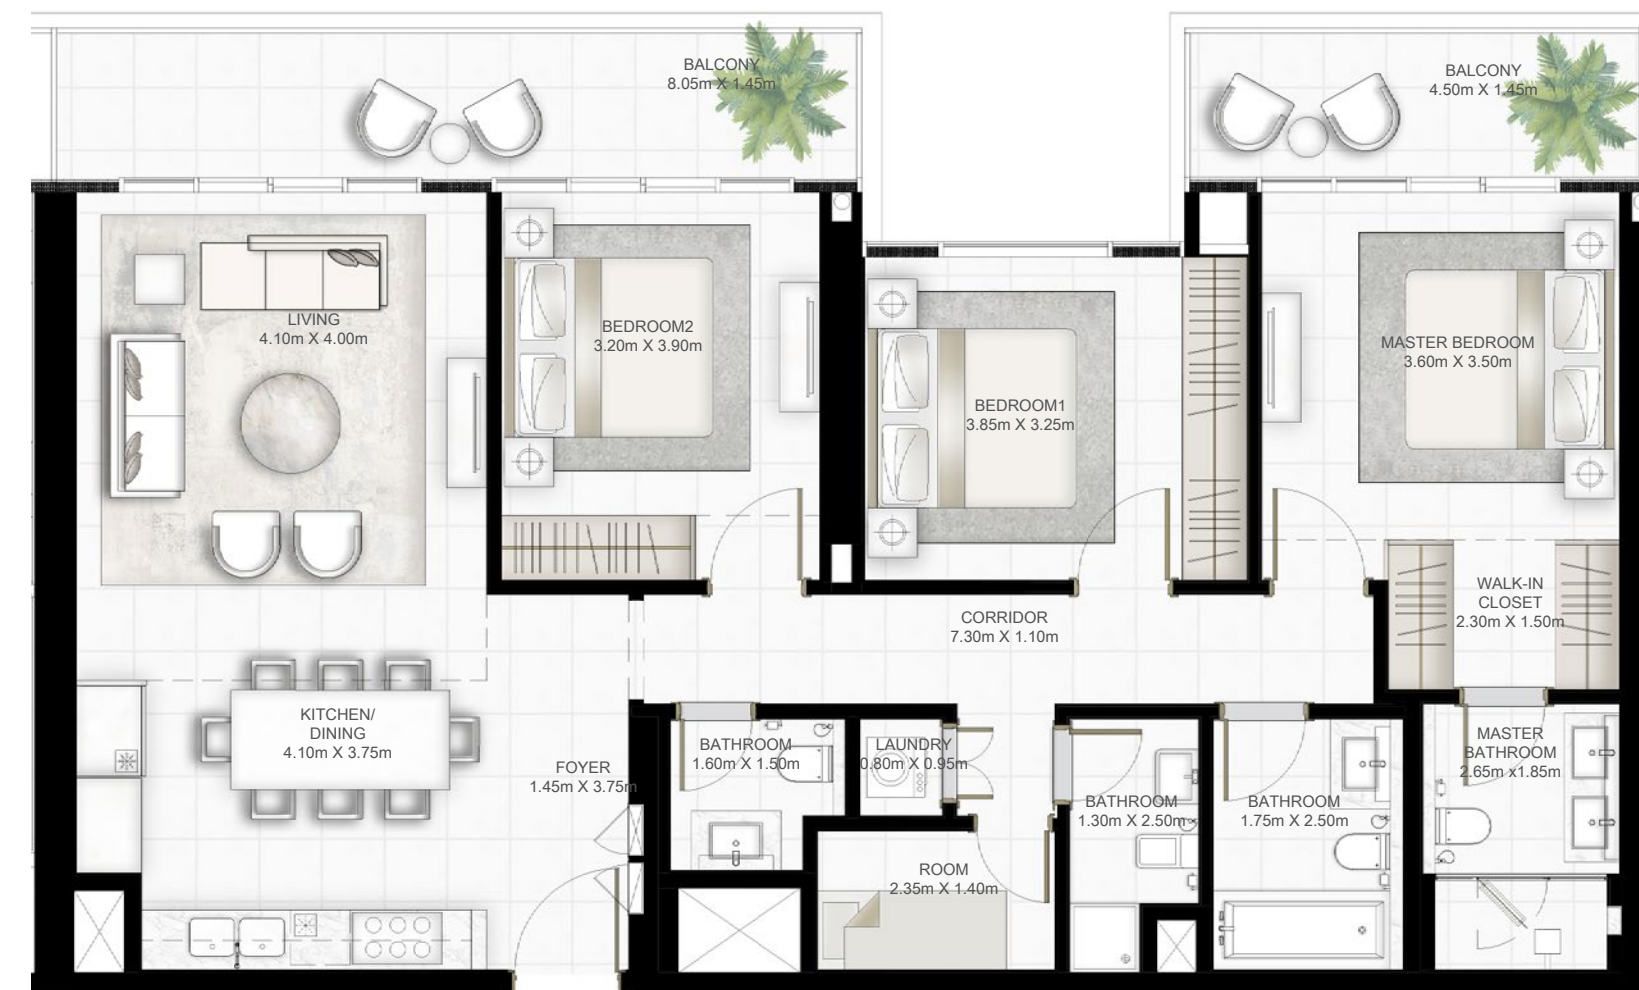 BALCONY
8.05m X 1.45m
BALCONY
4.50m X 1.45m
LIVING
4.10m X 4.00m
BEDROOM2
3.20m X 3.90m
BEDROOM1
3.85m X 3.25m
MASTER BEDROOM
3.60m X 3.50m
WALK-IN
CLOSET
2.30m X 1.50m
CORRIDOR
7.30m X 1.10m
KITCHEN/
DINING
4.10m X 3.75m
FOYER
1.45m X 3.75m
BATHROOM
1.60m X 1.50m
LAUNDRY
0.80m X 0.95m
BATHROOM
1.30m X 2.50m
BATHROOM
1.75m X 2.50m
MASTER
BATHROOM
2.65m x1.85m
ROOM
2.35m X 1.40m